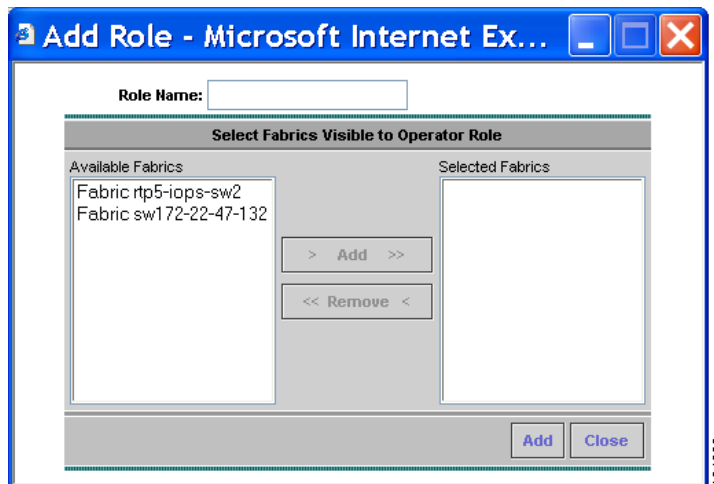 Add Role - Microsoft Internet Ex...
Role Name:
Select Fabrics Visible to Operator Role
Available Fabrics
Selected Fabrics
Fabric rtp5-iops-sw2
Fabric sw172-22-47-132
> Add >>
<< Remove <
Add Close